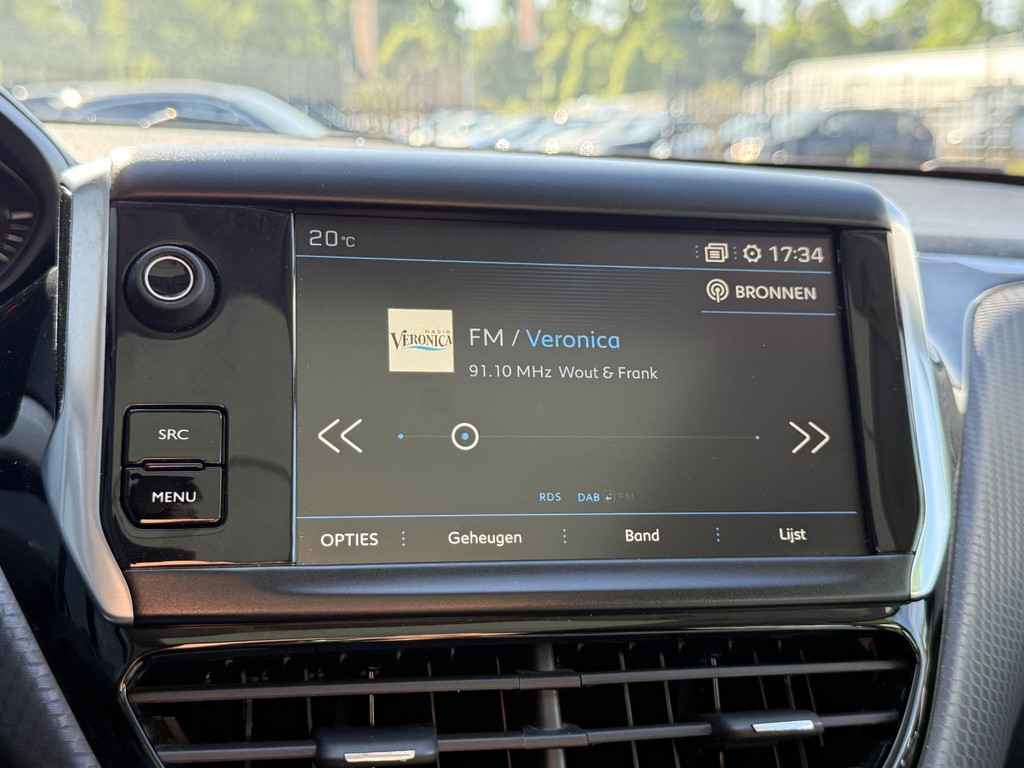 20 °C
17:34
BRONNEN
RADIO
VERONICA
FM / Veronica
91.10 MHz Wout & Frank
SRC
MENU
RDS DAB
OPTIES Geheugen Band Lijst